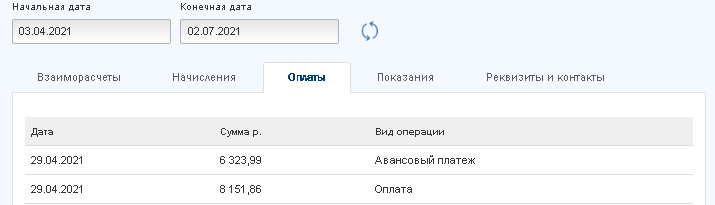 Начальная дата Конечная дата
03.04.2021 02.07.2021
Взаиморасчеты Начисления Оплаты Показания Реквизиты и контакты
Дата Сумма р. Вид операции
29.04.2021 6 323,99 Авансовый платеж
29.04.2021 8 151,86 Оплата